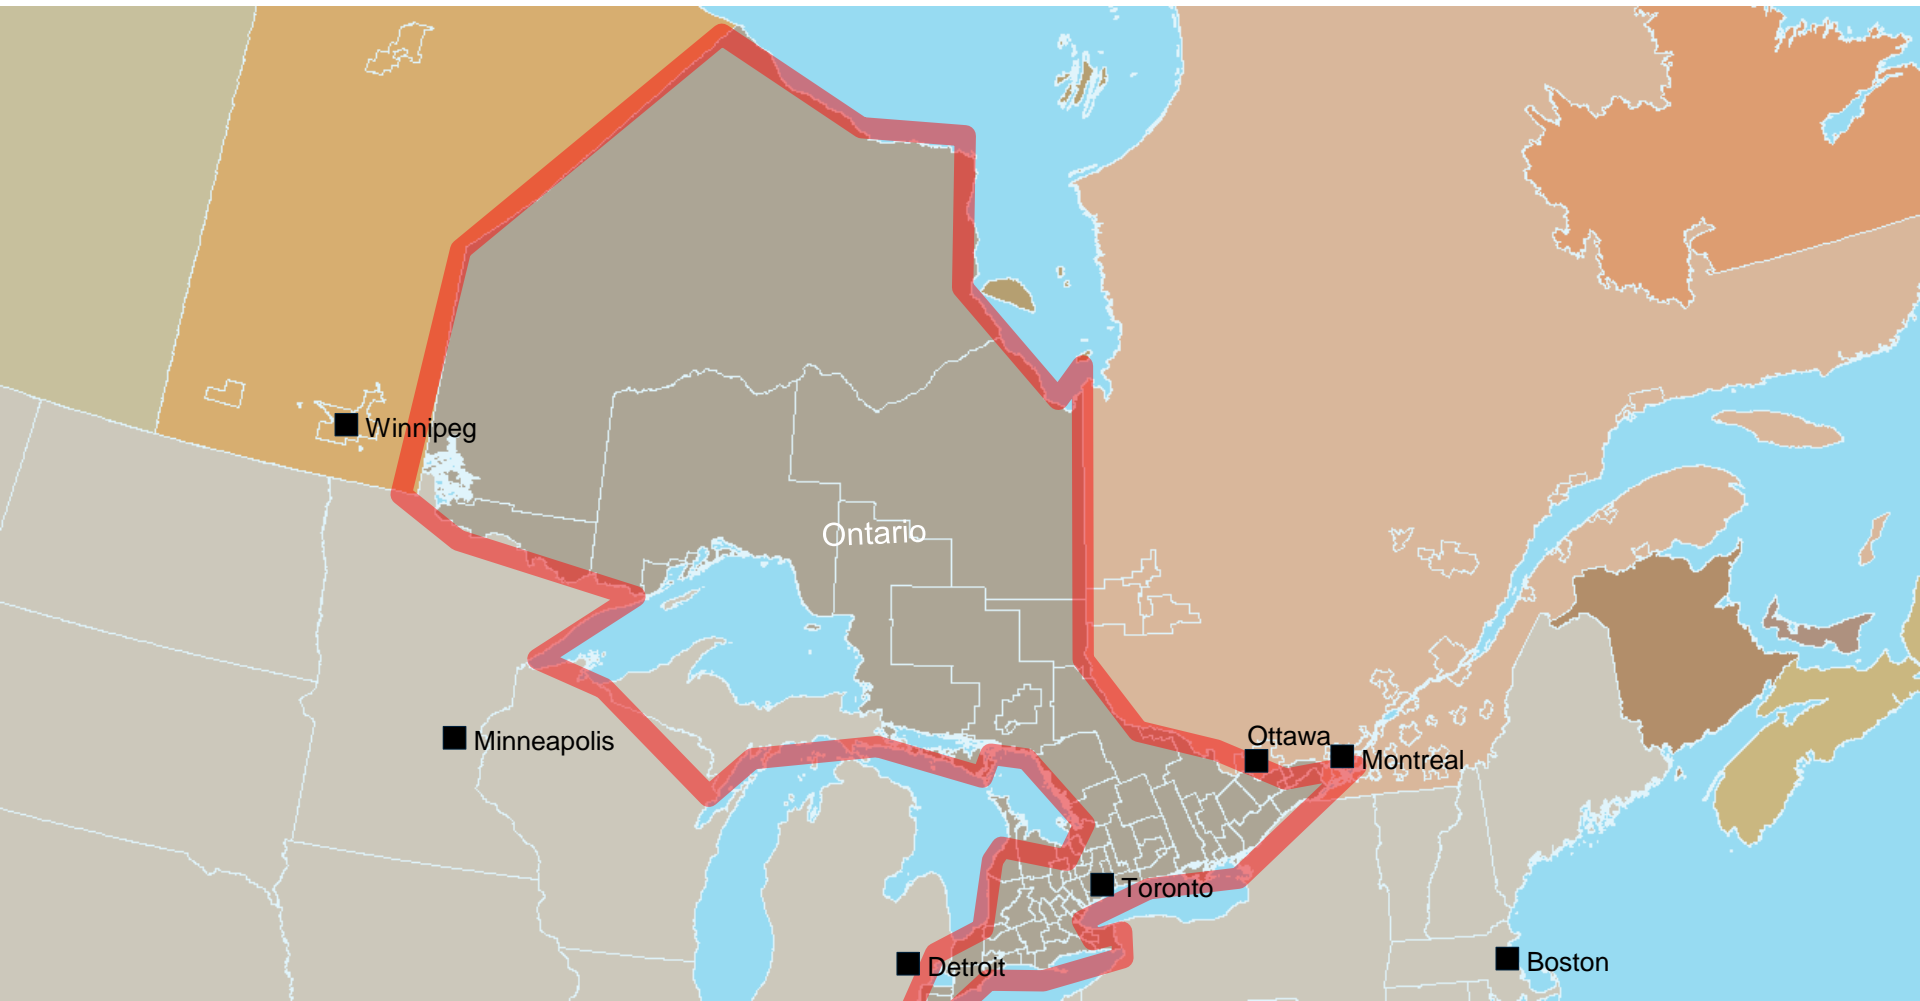 Winnipeg
Ontario
Minneapolis
Ottawa
Montreal
Toronto
Detroit
Boston